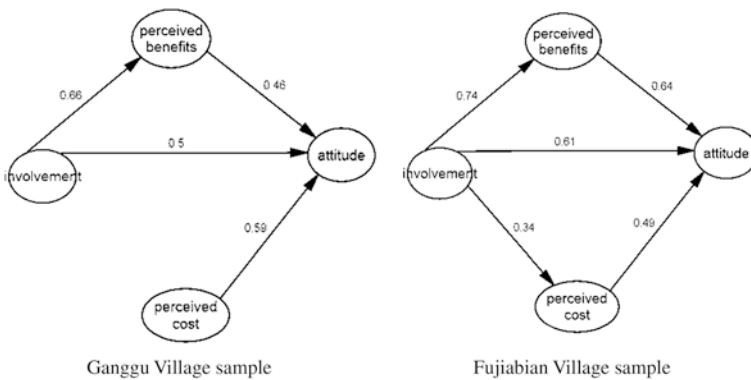 perceived
benefits
0.66
0.46
0.5
involvement
attitude
0.59
perceived
cost
Ganggu Village sample
perceived
benefits
0.74
0.64
0.61
involvement
attitude
0.34
0.49
perceived
cost
Fujiabian Village sample